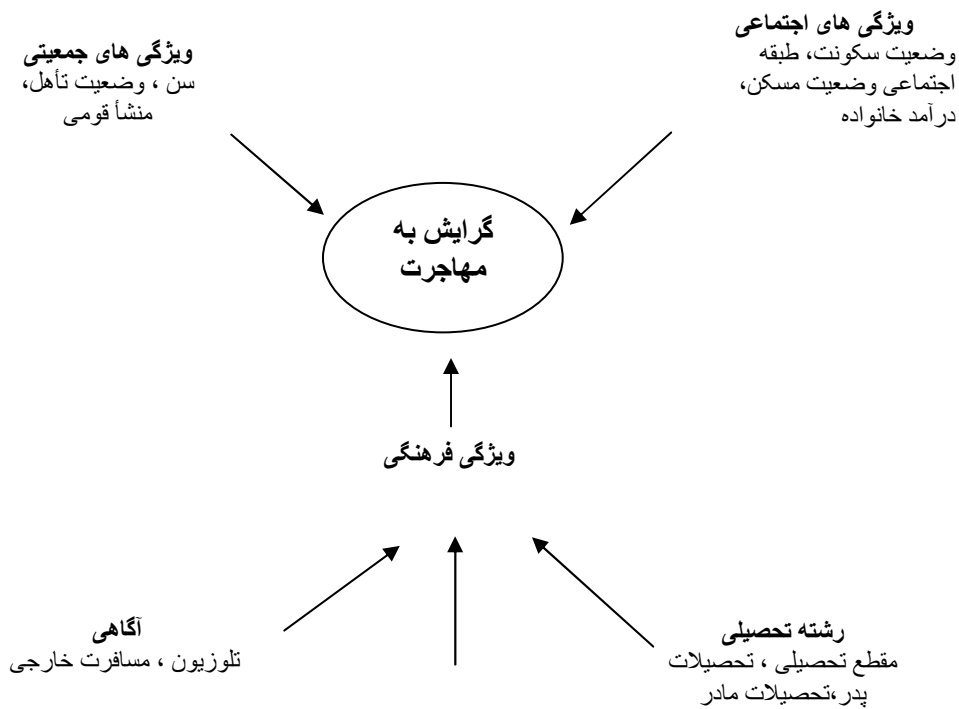 ویژگی های اجتماعی
وضعیت سکونت، طبقه
اجتماعی وضعیت مسکن،
درآمد خانواده
ویژگی های جمعیتی
سن ، وضعیت تأهل،
منشأ قومی
گرایش به
مهاجرت
ویژگی فرهنگی
رشته تحصیلی
مقطع تحصیلی ، تحصیلات
پدر،تحصیلات مادر
آگاهی
تلوزیون ، مسافرت خارجی